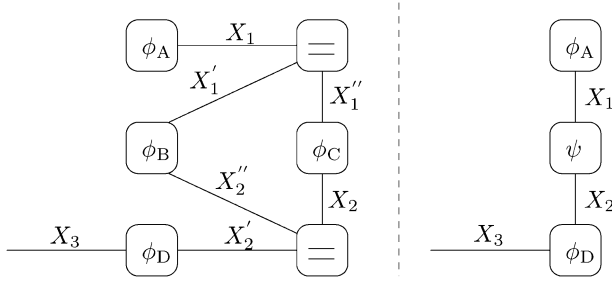 ϕA X1 = ϕA
X1′ X1′′ X1
ϕB ϕC ψ
X2′′ X2 X2
X3 ϕD X2′ = X3 ϕD